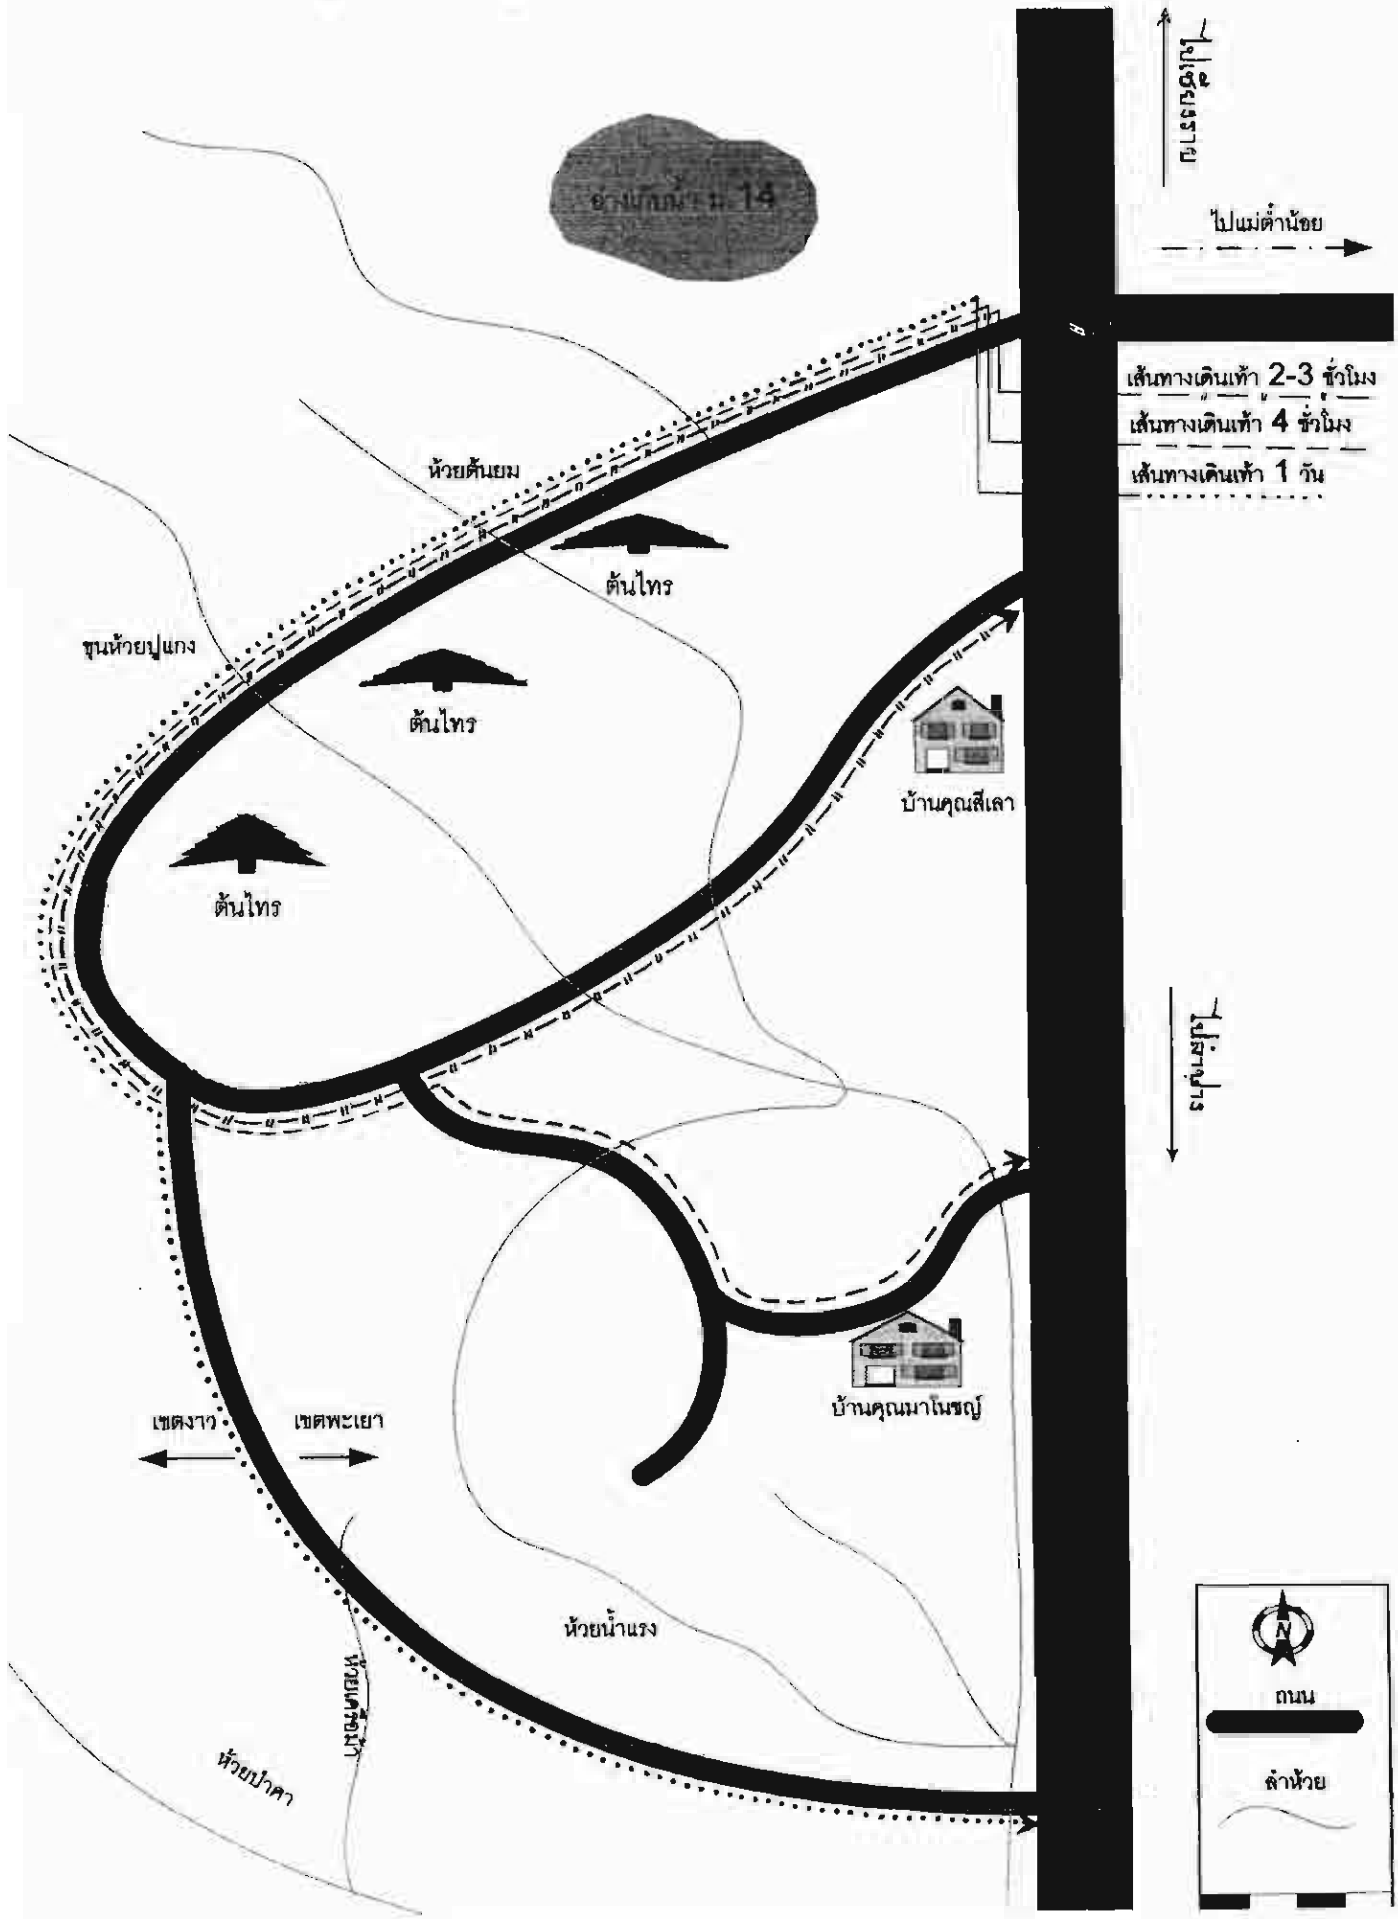 ไปเชียงราย
อ่างเก็บน้ำ ม. 14
ไปแม่ต๋ำน้อย
เส้นทางเดินเท้า 2-3 ชั่วโมง
เส้นทางเดินเท้า 4 ชั่วโมง
เส้นทางเดินเท้า 1 วัน
ห้วยต้นยม
ต้นไทร
ขุนห้วยปูแกง
ต้นไทร
บ้านคุณสีเลา
ต้นไทร
ไปลำปาง
บ้านคุณมาโนชญ์
เขตงาว
เขตพะเยา
ห้วยน้ำแรง
ห้วยป่าคา
N
ถนน
ลำห้วย